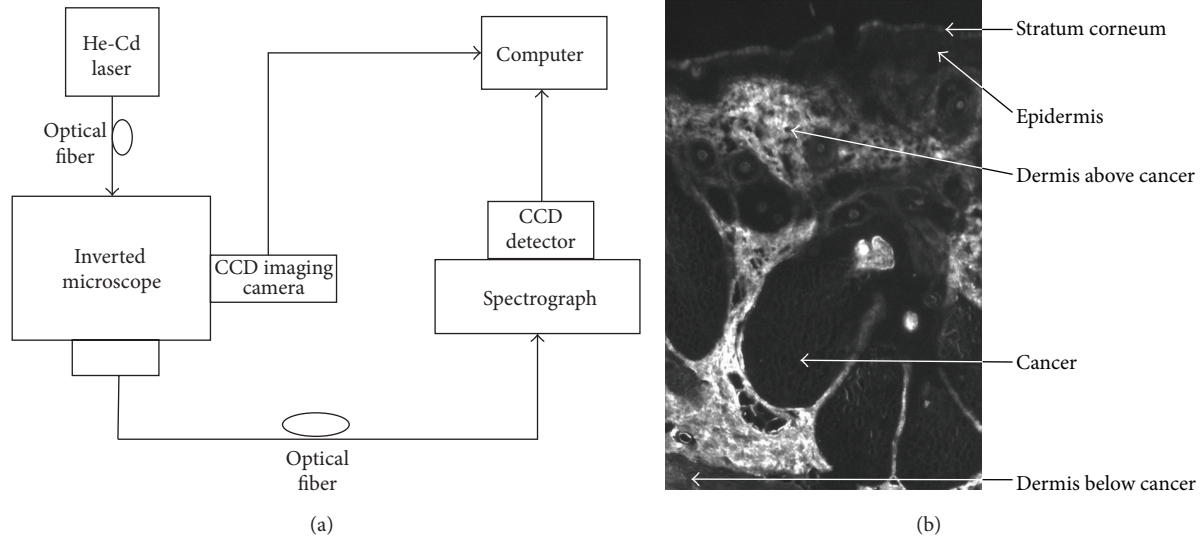 He-Cd
laser
Optical
fiber
Inverted
microscope
CCD imaging
camera
Computer
CCD
detector
Spectrograph
Optical
fiber
(a)
Stratum corneum
Epidermis
Dermis above cancer
Cancer
Dermis below cancer
(b)